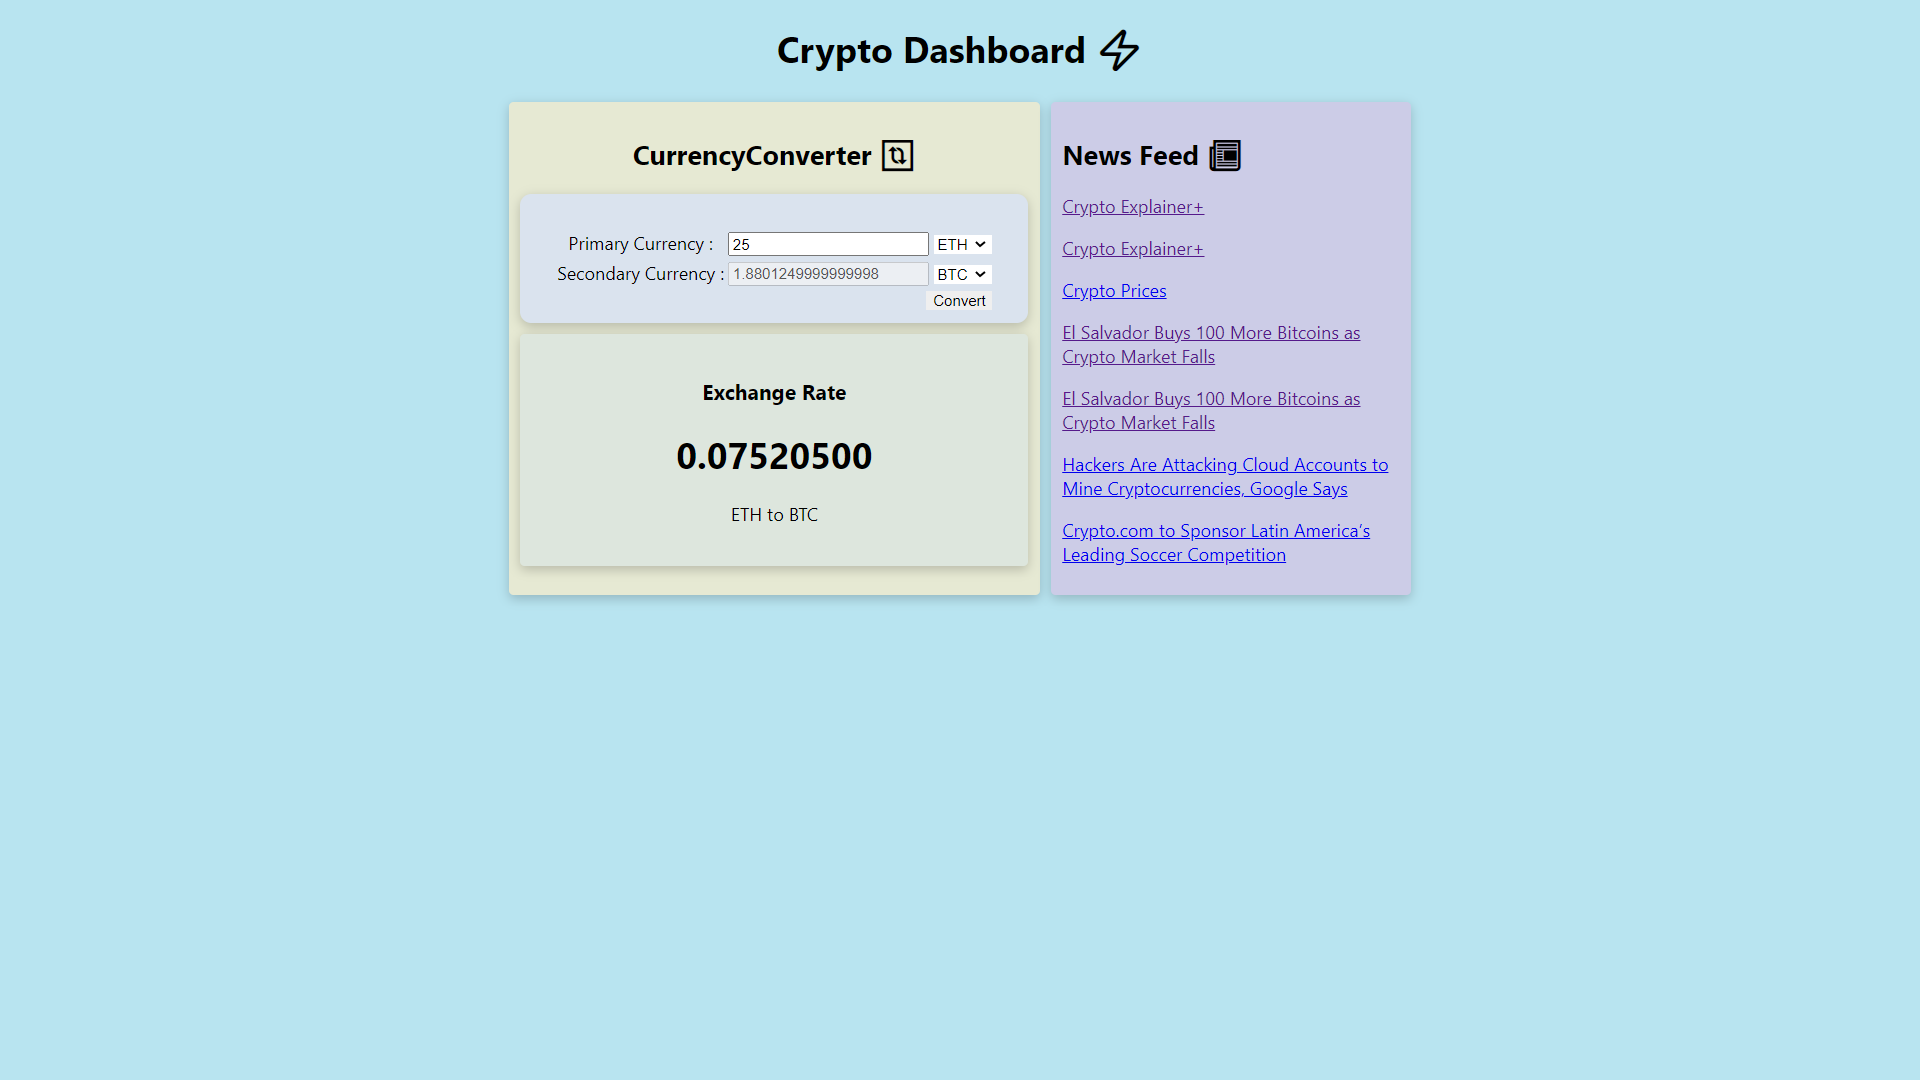 Crypto Dashboard
CurrencyConverter
Primary Currency : 25 ETH
Secondary Currency : 1.8801249999999998 BTC
Convert
Exchange Rate
0.07520500
ETH to BTC
News Feed
Crypto Explainer+
Crypto Explainer+
Crypto Prices
El Salvador Buys 100 More Bitcoins as
Crypto Market Falls
El Salvador Buys 100 More Bitcoins as
Crypto Market Falls
Hackers Are Attacking Cloud Accounts to
Mine Cryptocurrencies, Google Says
Crypto.com to Sponsor Latin America’s
Leading Soccer Competition